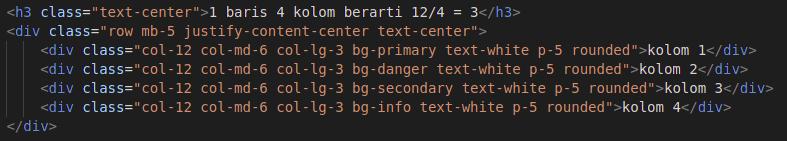 <h3 class="text-center">1 baris 4 kolom berarti 12/4 = 3</h3>
<div class="row mb-5 justify-content-center text-center">
    <div class="col-12 col-md-6 col-lg-3 bg-primary text-white p-5 rounded">kolom 1</div>
    <div class="col-12 col-md-6 col-lg-3 bg-danger text-white p-5 rounded">kolom 2</div>
    <div class="col-12 col-md-6 col-lg-3 bg-secondary text-white p-5 rounded">kolom 3</div>
    <div class="col-12 col-md-6 col-lg-3 bg-info text-white p-5 rounded">kolom 4</div>
</div>